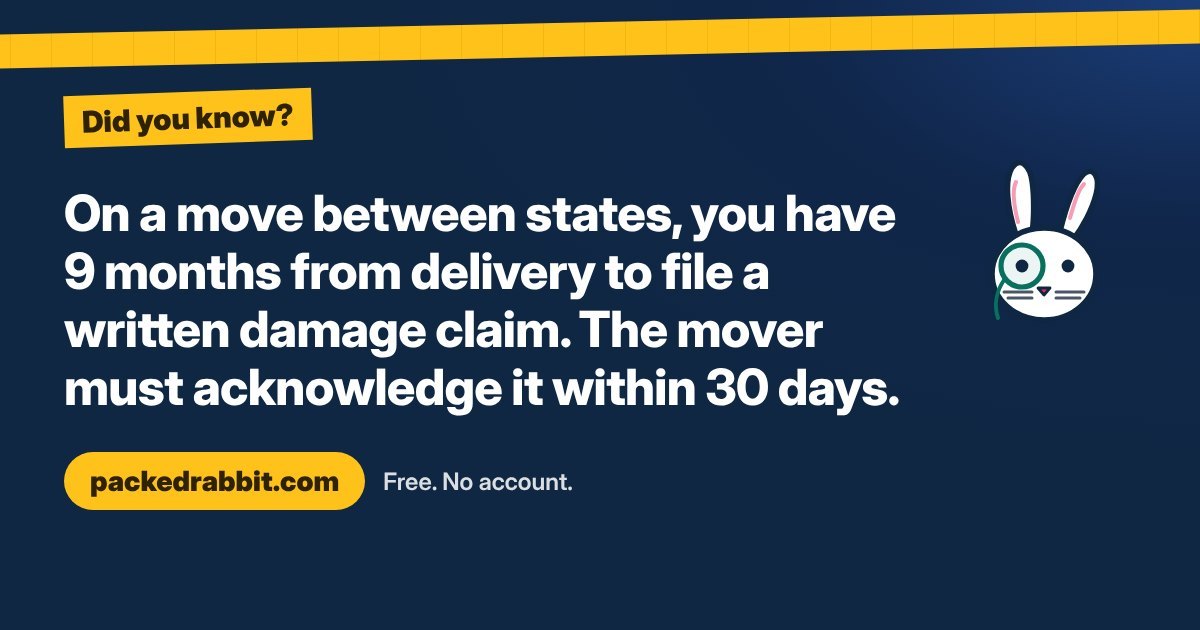 Did you know?
On a move between states, you have
9 months from delivery to file a
written damage claim. The mover
must acknowledge it within 30 days.
packedrabbit.com
Free. No account.